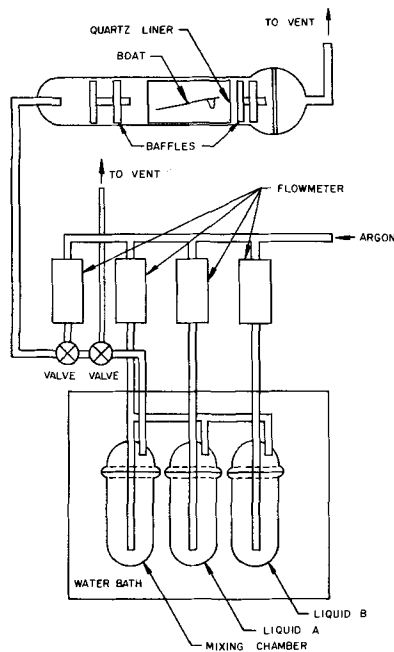 TO VENT
QUARTZ LINER
BOAT
BAFFLES
TO VENT
FLOWMETER
ARGON
VALVE VALVE
WATER BATH
LIQUID B
LIQUID A
MIXING CHAMBER